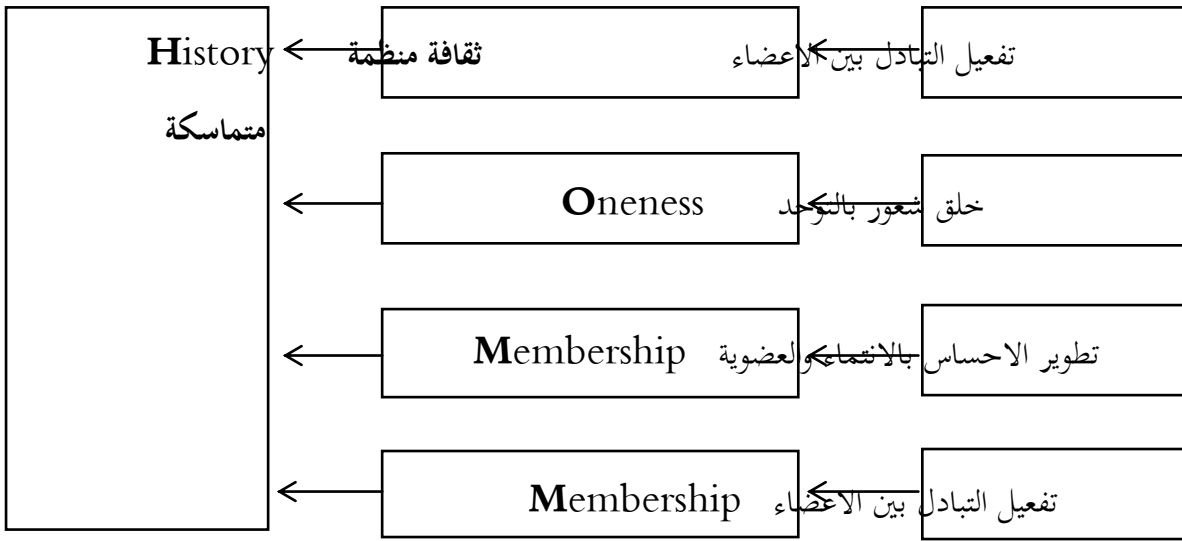 تفعيل التبادل بين الاعضاء ثقافة منظمة History
متماسكة
خلق شعور بالتوحد Oneness
تطوير الاحساس بالانتماء والعضوية Membership
تفعيل التبادل بين الاعضاء Membership